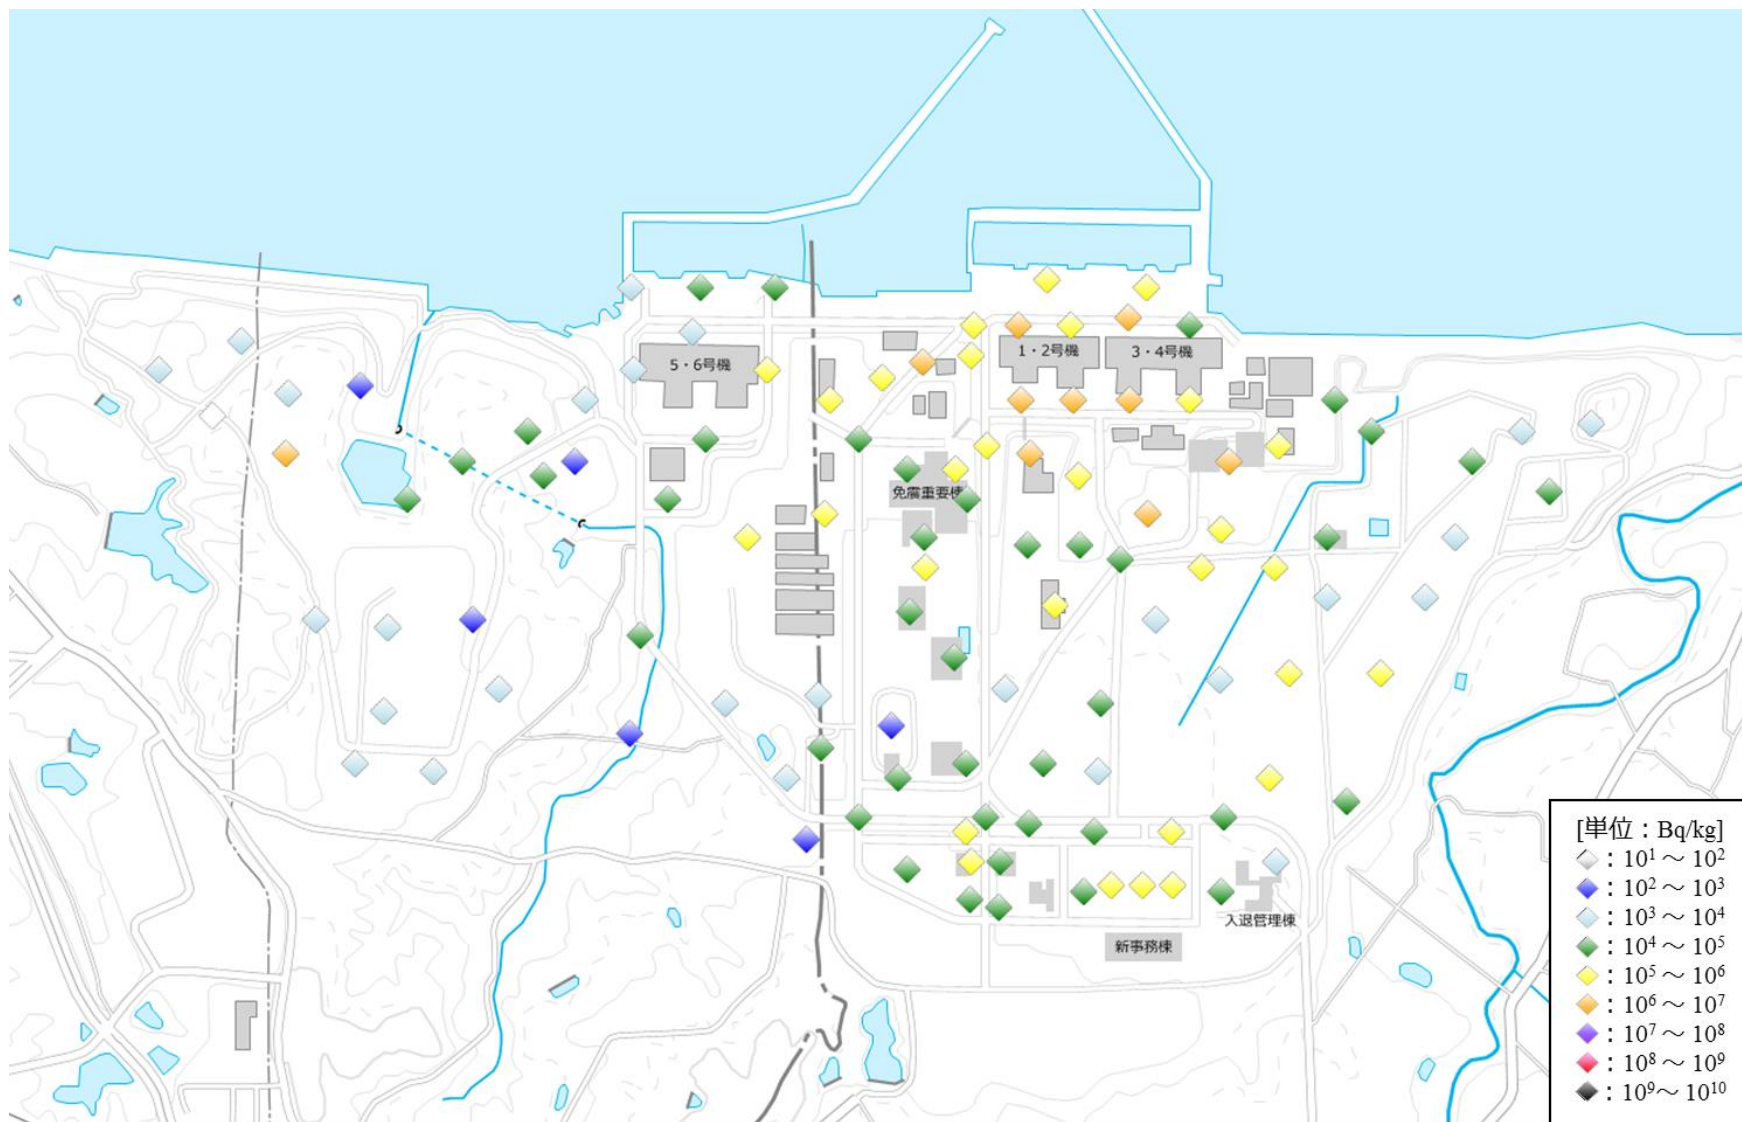 5・6号機
1・2号機
3・4号機
免震重要棟
入退管理棟
新事務棟
[単位：Bq/kg]
：10¹～10²
：10²～10³
：10³～10⁴
：10⁴～10⁵
：10⁵～10⁶
：10⁶～10⁷
：10⁷～10⁸
：10⁸～10⁹
：10⁹～10¹⁰